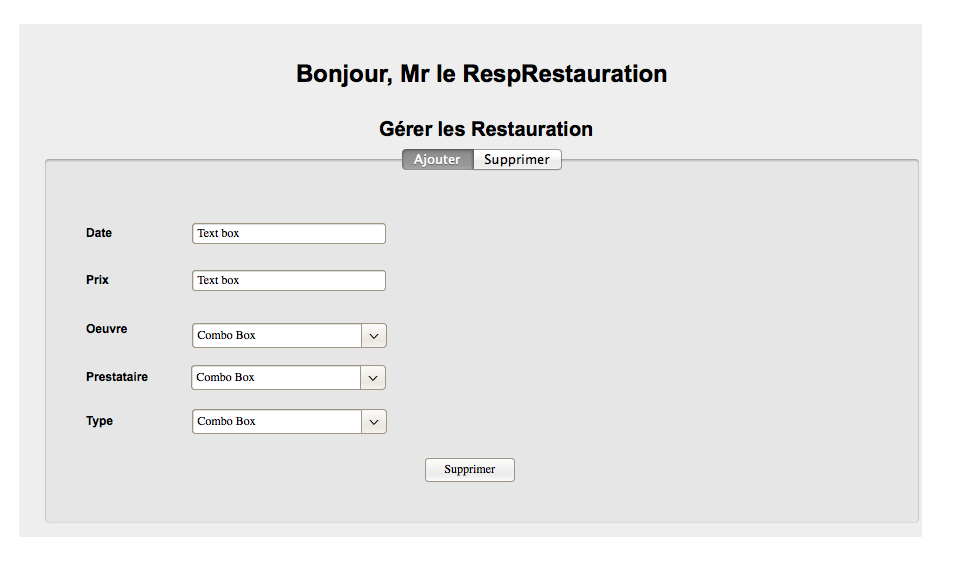 Bonjour, Mr le RespRestauration
Gérer les Restauration
Ajouter Supprimer
Date Text box
Prix Text box
Oeuvre Combo Box
Prestataire Combo Box
Type Combo Box
Supprimer